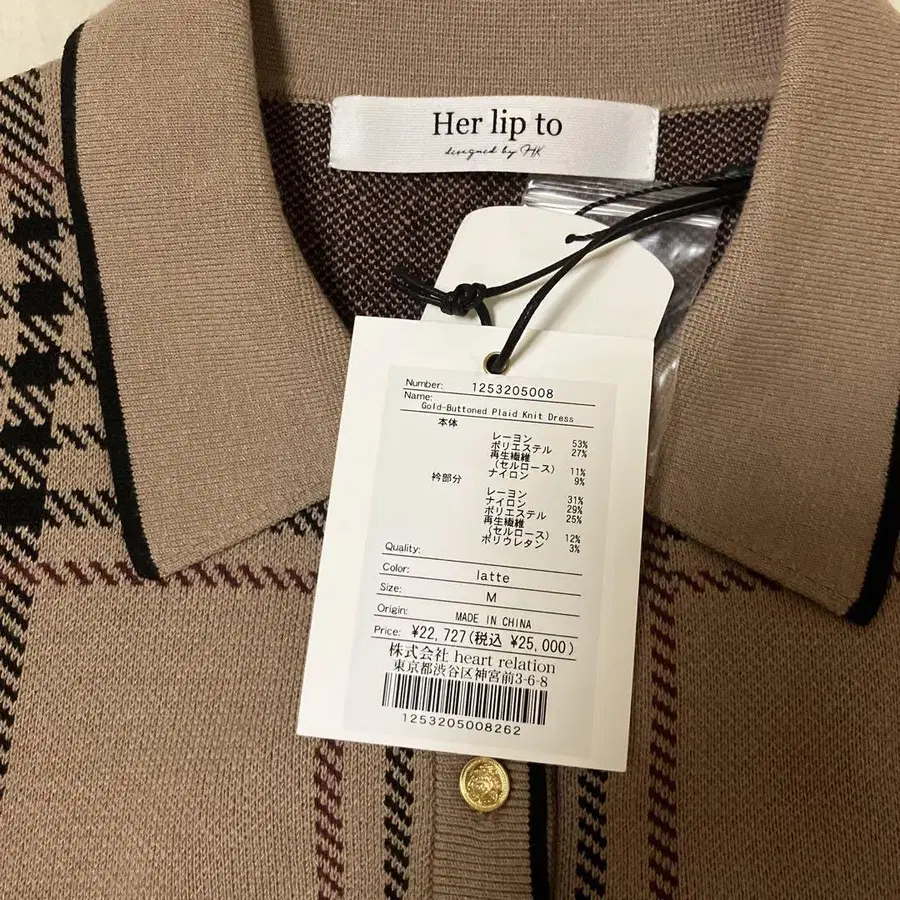 Her lip to
designed by HK
Number: 1253205008
Name:
Gold-Buttoned Plaid Knit Dress
本体
レーヨン 53%
ポリエステル 27%
再生繊維
(セルロース) 11%
ナイロン 9%
衿部分
レーヨン 31%
ナイロン 29%
ポリエステル 25%
再生繊維
(セルロース) 12%
ポリウレタン 3%
Quality:
Color: latte
Size: M
Origin: MADE IN CHINA
Price: ¥22,727(税込 ¥25,000)
株式会社 heart relation
東京都渋谷区神宮前3-6-8
1253205008262